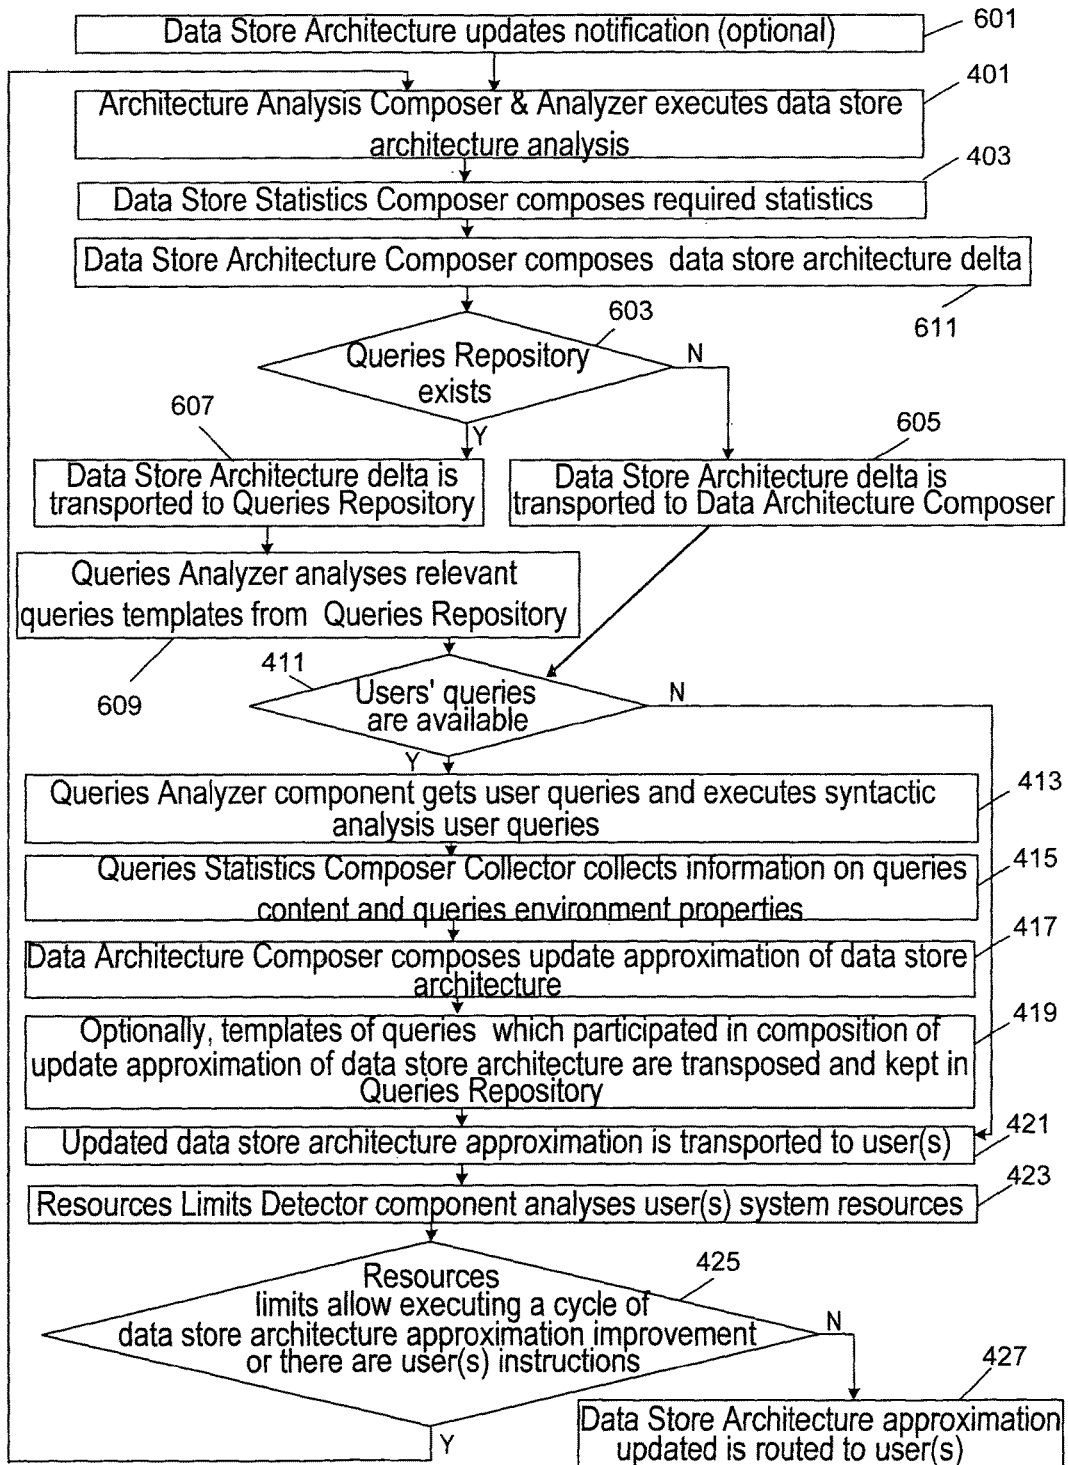 Data Store Architecture updates notification (optional)
601
Architecture Analysis Composer & Analyzer executes data store
architecture analysis
401
403
Data Store Statistics Composer composes required statistics
Data Store Architecture Composer composes data store architecture delta
611
603
Queries Repository
exists
N
Y
607
605
Data Store Architecture delta is
transported to Queries Repository
Data Store Architecture delta is
transported to Data Architecture Composer
Queries Analyzer analyses relevant
queries templates from Queries Repository
609
411
Users' queries
are available
N
Y
Queries Analyzer component gets user queries and executes syntactic
analysis user queries
413
Queries Statistics Composer Collector collects information on queries
content and queries environment properties
415
Data Architecture Composer composes update approximation of data store
architecture
417
Optionally, templates of queries which participated in composition of
update approximation of data store architecture are transposed and kept in
Queries Repository
419
Updated data store architecture approximation is transported to user(s)
421
Resources Limits Detector component analyses user(s) system resources
423
Resources
limits allow executing a cycle of
data store architecture approximation improvement
or there are user(s) instructions
425
N
Y
427
Data Store Architecture approximation
updated is routed to user(s)